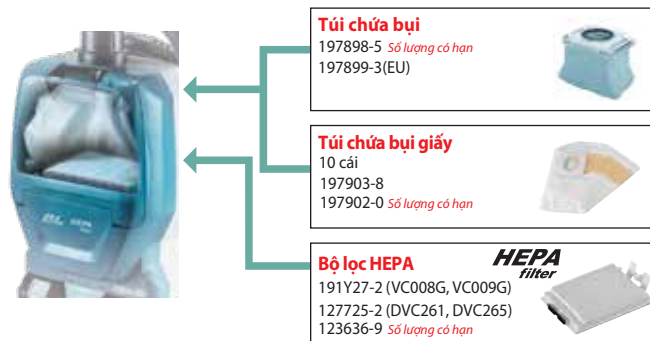 Túi chứa bụi
197898-5 Số lượng có hạn
197899-3(EU)
Túi chứa bụi giấy
10 cái
197903-8
197902-0 Số lượng có hạn
Bộ lọc HEPA
HEPA
filter
191Y27-2 (VC008G, VC009G)
127725-2 (DVC261, DVC265)
123636-9 Số lượng có hạn
BL HEPA